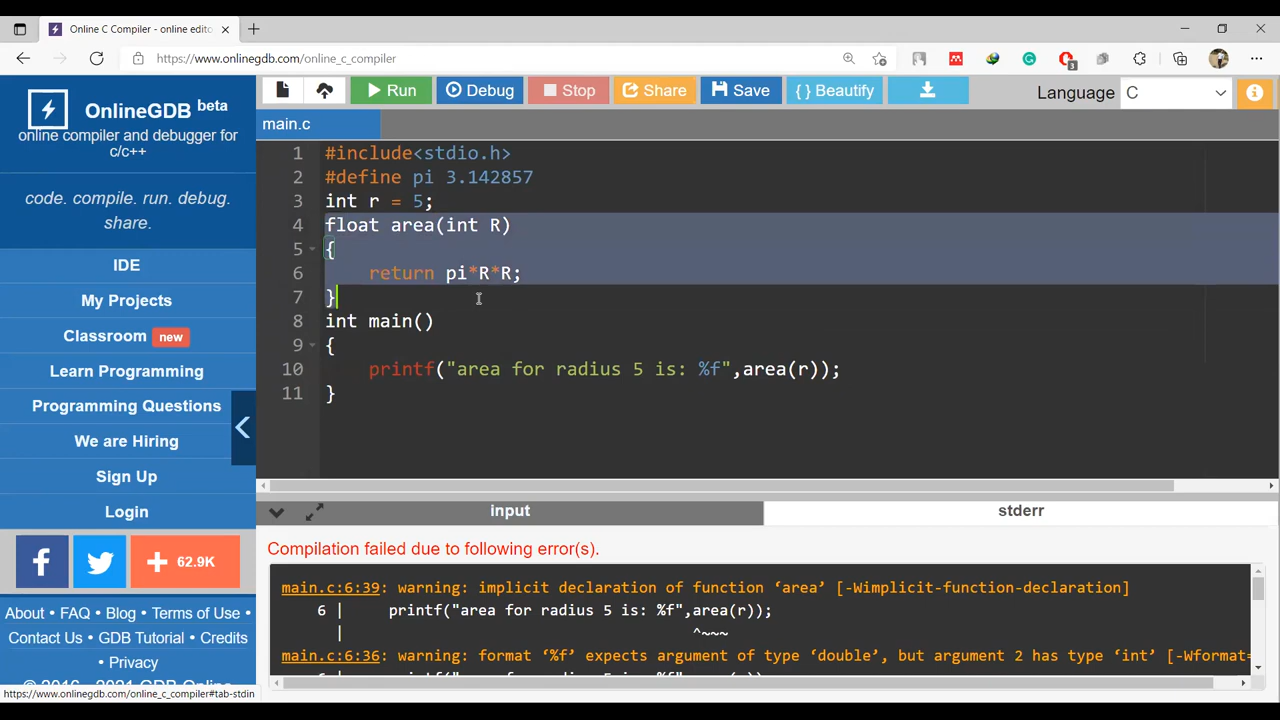 Online C Compiler - online edito
https://www.onlinegdb.com/online_c_compiler
3
OnlineGDB beta
online compiler and debugger for
c/c++
code. compile. run. debug.
share.
IDE
My Projects
Classroom new
Learn Programming
Programming Questions
We are Hiring
Sign Up
Login
62.9K
About • FAQ • Blog • Terms of Use •
Contact Us • GDB Tutorial • Credits
• Privacy
Run Debug Stop Share Save { } Beautify Language C
main.c
1 #include<stdio.h>
2 #define pi 3.142857
3 int r = 5;
4 float area(int R)
5 {
6 return pi*R*R;
7 }
8 int main()
9 {
10 printf("area for radius 5 is: %f",area(r));
11 }
input stderr
Compilation failed due to following error(s).
main.c:6:39: warning: implicit declaration of function ‘area’ [-Wimplicit-function-declaration]
6 | printf("area for radius 5 is: %f",area(r));
| ^~~~
main.c:6:36: warning: format ‘%f’ expects argument of type ‘double’, but argument 2 has type ‘int’ [-Wformat=
https://www.onlinegdb.com/online_c_compiler#tab-stdin